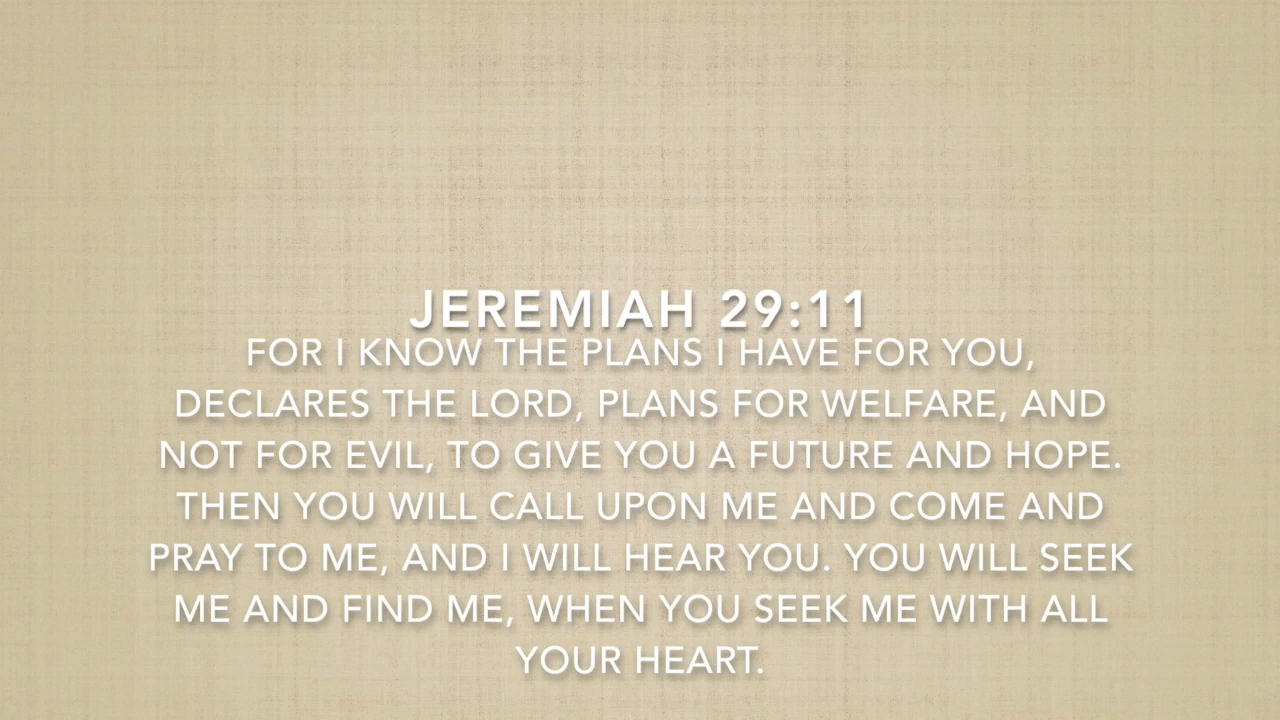 JEREMIAH 29:11
FOR I KNOW THE PLANS I HAVE FOR YOU,
DECLARES THE LORD, PLANS FOR WELFARE, AND
NOT FOR EVIL, TO GIVE YOU A FUTURE AND HOPE.
THEN YOU WILL CALL UPON ME AND COME AND
PRAY TO ME, AND I WILL HEAR YOU. YOU WILL SEEK
ME AND FIND ME, WHEN YOU SEEK ME WITH ALL
YOUR HEART.